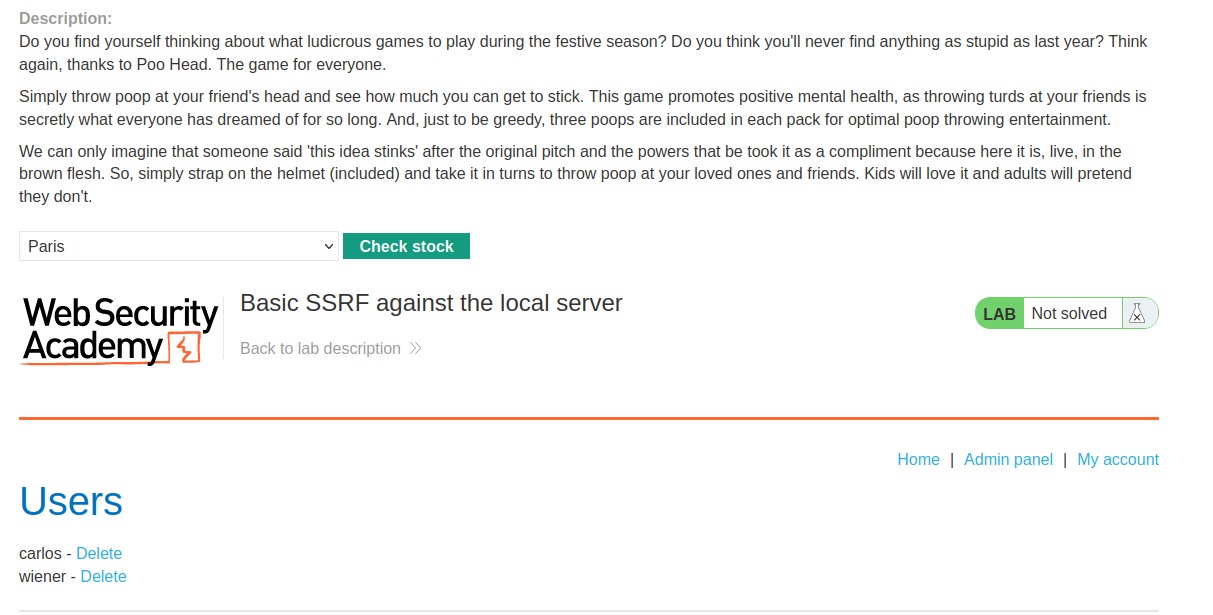 Description:
Do you find yourself thinking about what ludicrous games to play during the festive season? Do you think you'll never find anything as stupid as last year? Think
again, thanks to Poo Head. The game for everyone.
Simply throw poop at your friend's head and see how much you can get to stick. This game promotes positive mental health, as throwing turds at your friends is
secretly what everyone has dreamed of for so long. And, just to be greedy, three poops are included in each pack for optimal poop throwing entertainment.
We can only imagine that someone said 'this idea stinks' after the original pitch and the powers that be took it as a compliment because here it is, live, in the
brown flesh. So, simply strap on the helmet (included) and take it in turns to throw poop at your loved ones and friends. Kids will love it and adults will pretend
they don't.
Paris Check stock
Web Security
Academy
Basic SSRF against the local server
Back to lab description
LAB Not solved
Home | Admin panel | My account
Users
carlos - Delete
wiener - Delete